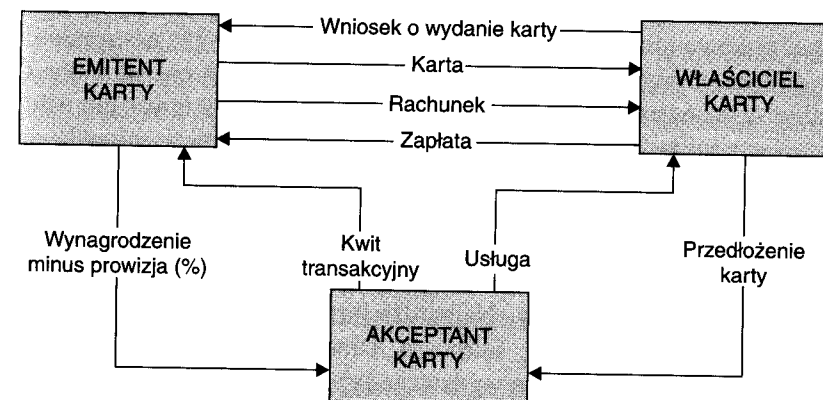 Wniosek o wydanie karty
EMITENT
KARTY
Karta
WŁAŚCICIEL
KARTY
Rachunek
Zapłata
Wynagrodzenie
minus prowizja (%)
Kwit
transakcyjny
Usługa
Przedłożenie
karty
AKCEPTANT
KARTY